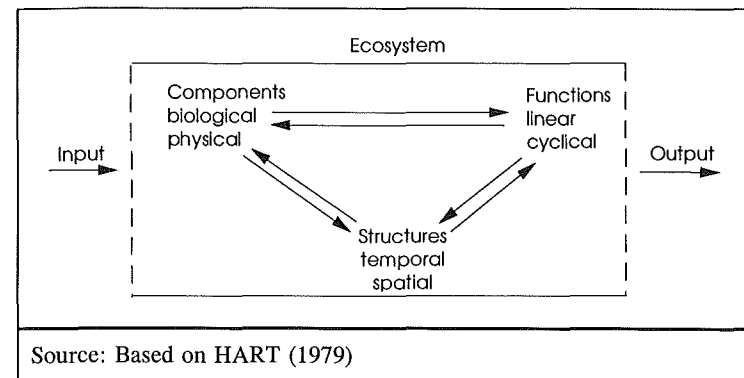 Ecosystem
Components
biological
physical
Functions
linear
cyclical
Input
Output
Structures
temporal
spatial
Source: Based on HART (1979)